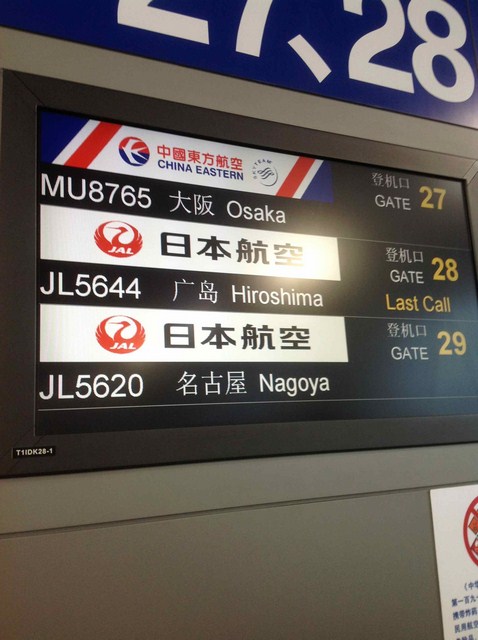 27、28
中國東方航空
CHINA EASTERN
SKYTEAM
MU8765 大阪 Osaka
登机口
GATE 27
JAL 日本航空
JL5644 广岛 Hiroshima
登机口
GATE 28
Last Call
JAL 日本航空
JL5620 名古屋 Nagoya
登机口
GATE 29
T1IDK28-1